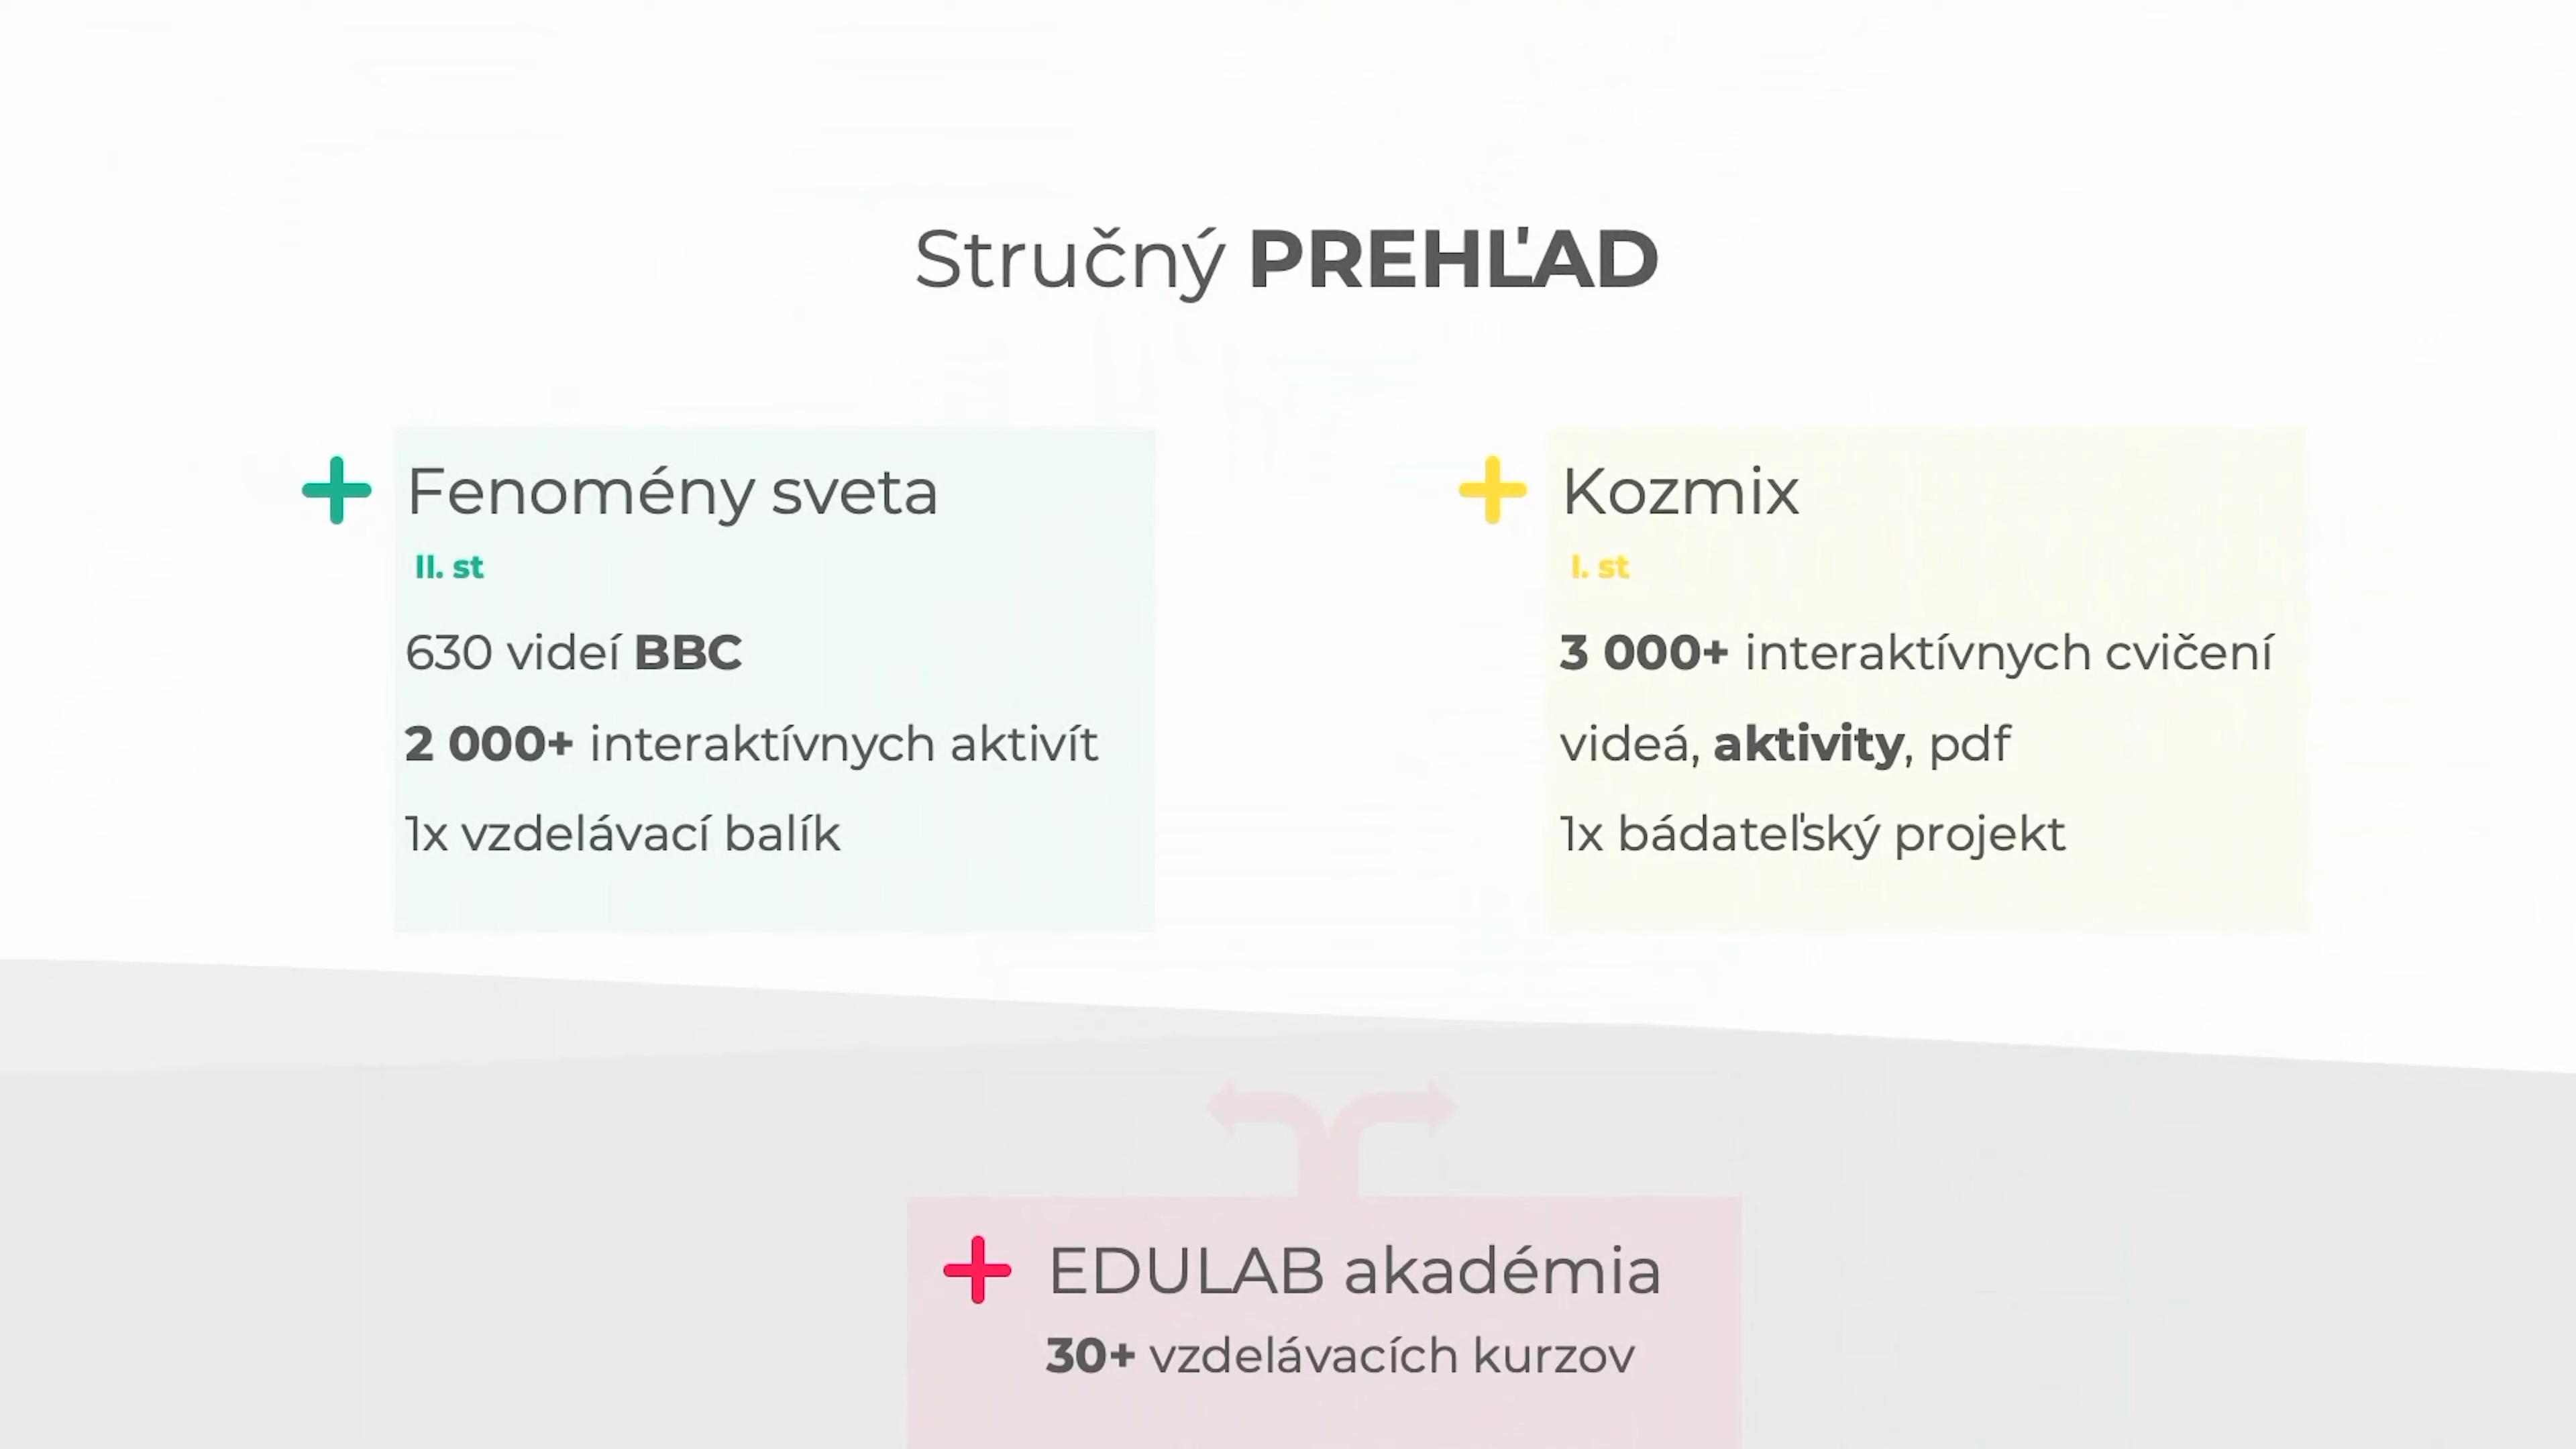 Stručný PREHĽAD
Fenomény sveta
II. st
630 videí BBC
2 000+ interaktívnych aktivít
1x vzdelávací balík
Kozmix
I. st
3 000+ interaktívnych cvičení
videá, aktivity, pdf
1x bádateľský projekt
EDULAB akadémia
30+ vzdelávacích kurzov